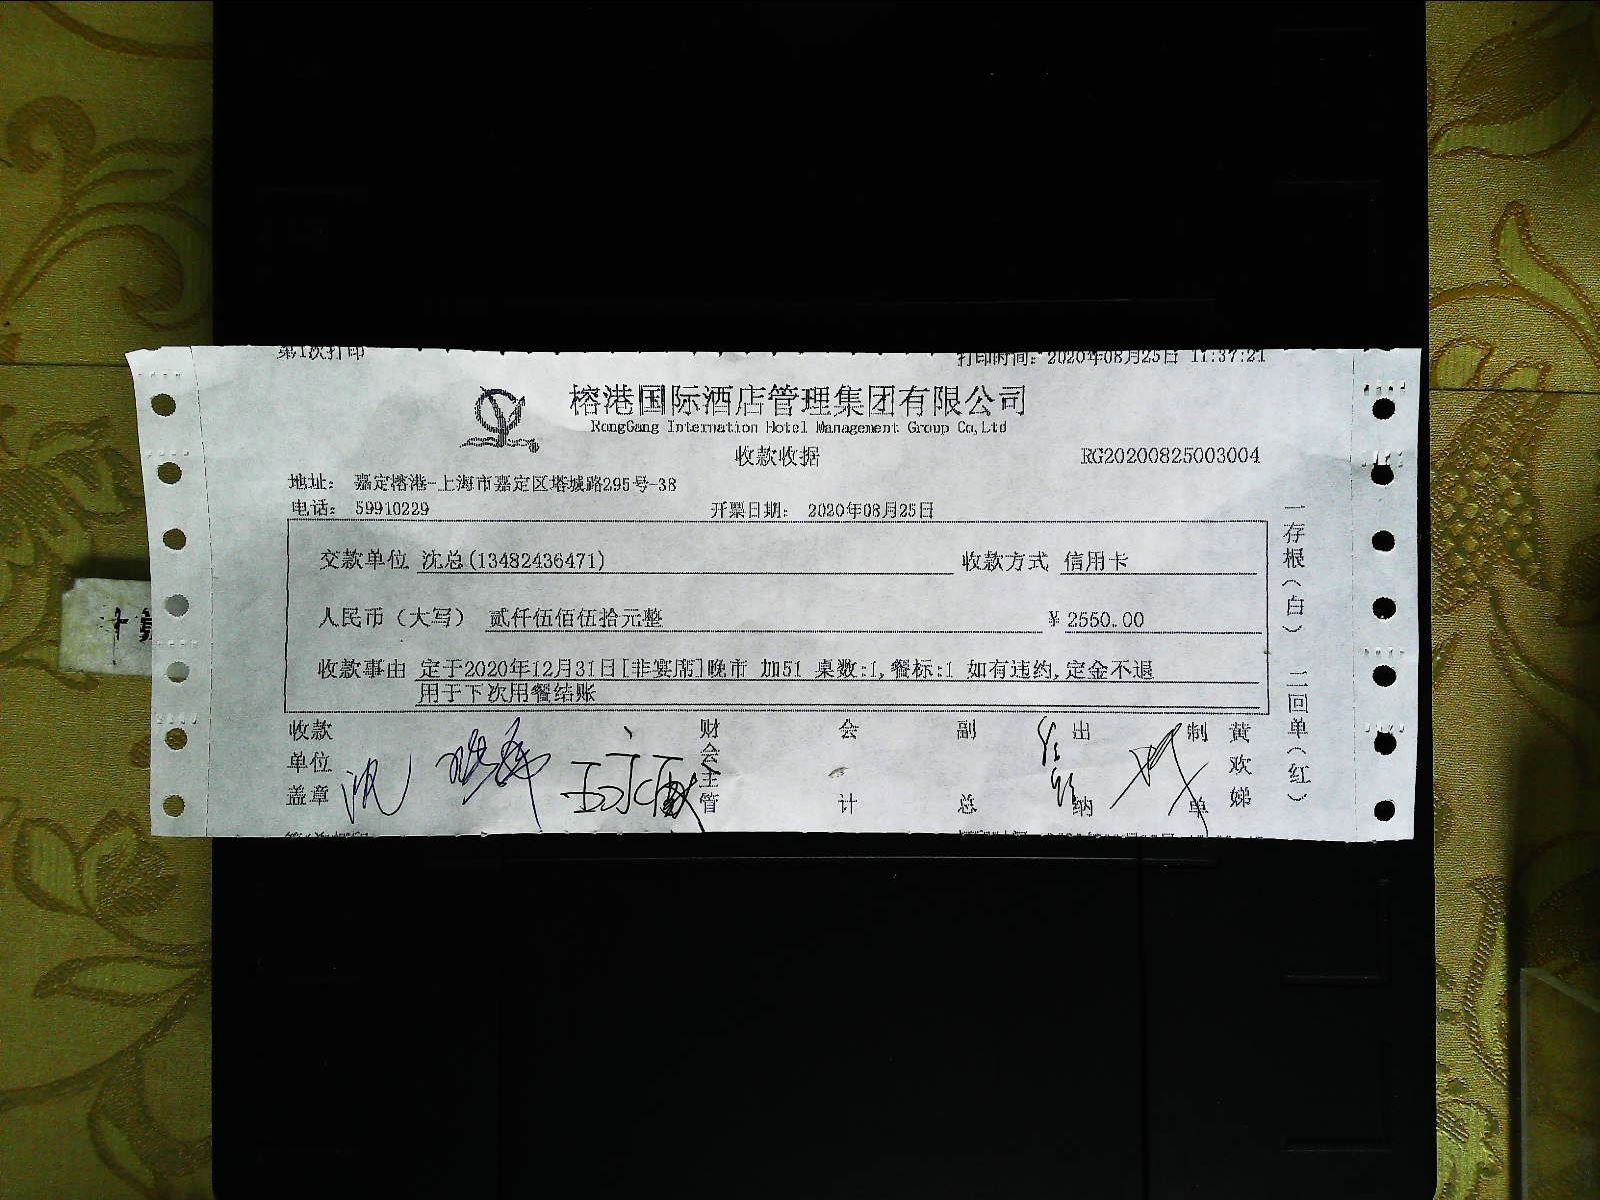 第1次打印 打印时间：2020年08月25日 11:37:21
榕港国际酒店管理集团有限公司
RongGang Internation Hotel Management Group Co,Ltd
收款收据 RG20200825003004
地址： 嘉定榕港-上海市嘉定区塔城路295号-38
电话： 59910229 开票日期： 2020年08月25日
交款单位 沈总(13482436471) 收款方式 信用卡
人民币（大写） 贰仟伍佰伍拾元整 ￥2550.00
收款事由 定于2020年12月31日[非宴席]晚市 加51 桌数:1,餐标:1 如有违约,定金不退
用于下次用餐结账
收款单位盖章 财会主管 会计 副总 出纳 制单 黄欢娣
一存根（白） 二回单（红）